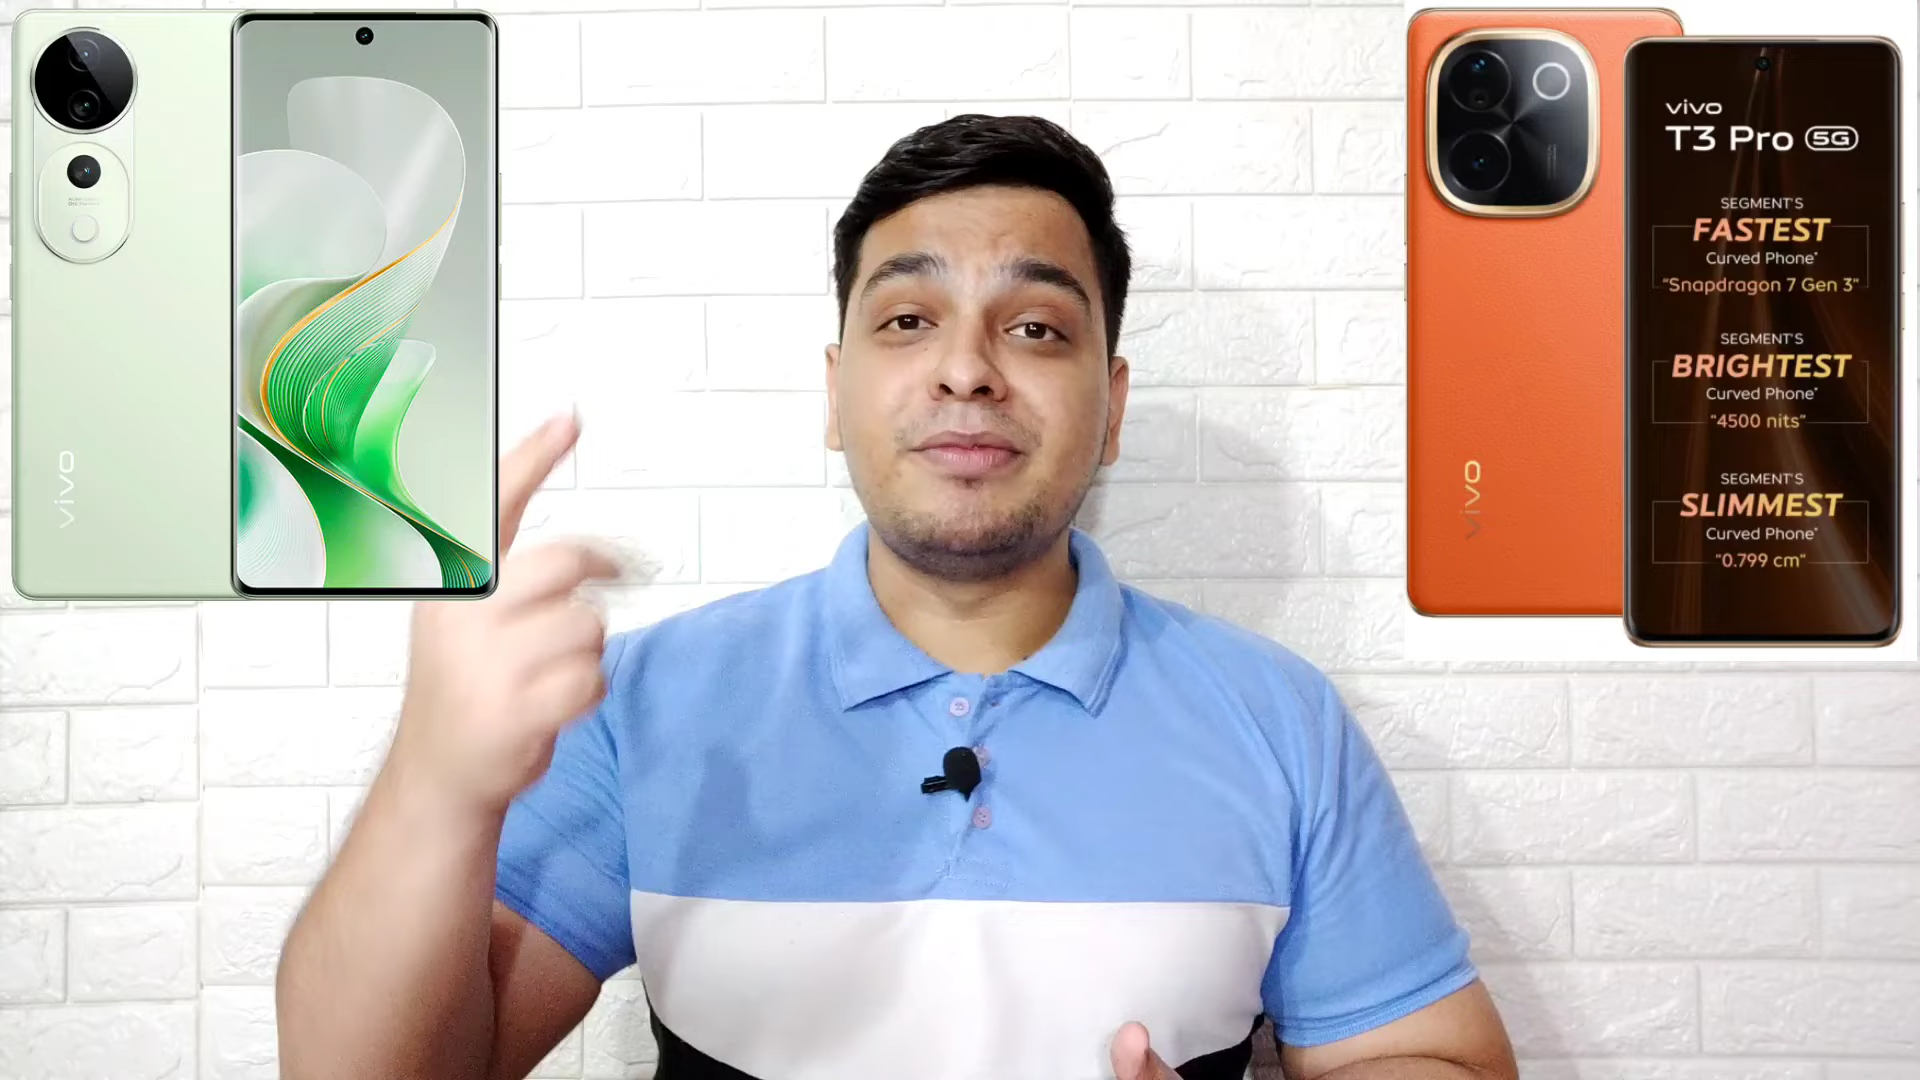 vivo
vivo
vivo
T3 Pro 5G
SEGMENT'S
FASTEST
Curved Phone*
"Snapdragon 7 Gen 3"
SEGMENT'S
BRIGHTEST
Curved Phone*
"4500 nits"
SEGMENT'S
SLIMMEST
Curved Phone*
"0.799 cm"